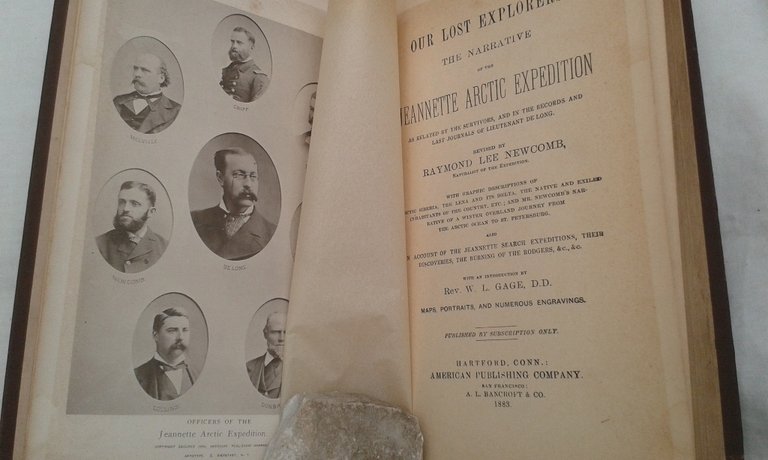 MELVILLE
CHIPP
DE LONG
COLLINS
DUNBA
OFFICERS OF THE
Jeannette Arctic Expedition.
OUR LOST EXPLORERS
THE NARRATIVE
OF THE
JEANNETTE ARCTIC EXPEDITION
AS RELATED BY THE SURVIVORS, AND IN THE RECORDS AND
LAST JOURNALS OF LIEUTENANT DE LONG.
REVISED BY
RAYMOND LEE NEWCOMB,
NATURALIST OF THE EXPEDITION.
WITH GRAPHIC DESCRIPTIONS OF
CTIC SIBERIA, THE LENA AND ITS DELTA, THE NATIVE AND EXILED
INHABITANTS OF THE COUNTRY, ETC.; AND MR. NEWCOMB'S NAR-
RATIVE OF A WINTER OVERLAND JOURNEY FROM
THE ARCTIC OCEAN TO ST. PETERSBURG.
ALSO
N ACCOUNT OF THE JEANNETTE SEARCH EXPEDITIONS, THEIR
DISCOVERIES, THE BURNING OF THE RODGERS, &c., &c.
WITH AN INTRODUCTION BY
REV. W. L. GAGE, D.D.
MAPS, PORTRAITS, AND NUMEROUS ENGRAVINGS.
PUBLISHED BY SUBSCRIPTION ONLY.
HARTFORD, CONN.:
AMERICAN PUBLISHING COMPANY.
SAN FRANCISCO:
A. L. BANCROFT & CO.
1883.